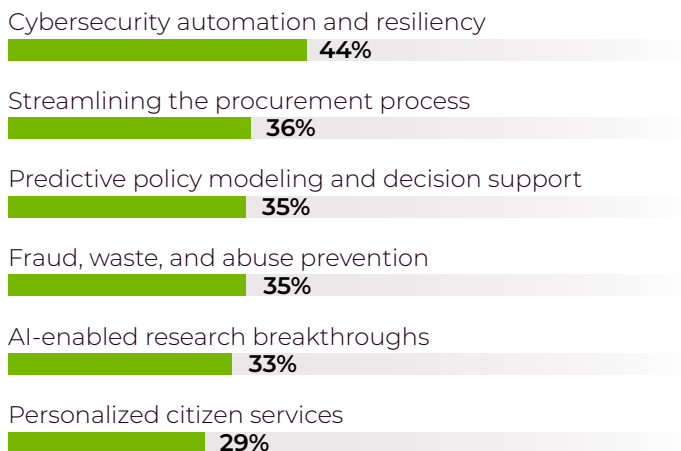 Cybersecurity automation and resiliency
44%
Streamlining the procurement process
36%
Predictive policy modeling and decision support
35%
Fraud, waste, and abuse prevention
35%
AI-enabled research breakthroughs
33%
Personalized citizen services
29%